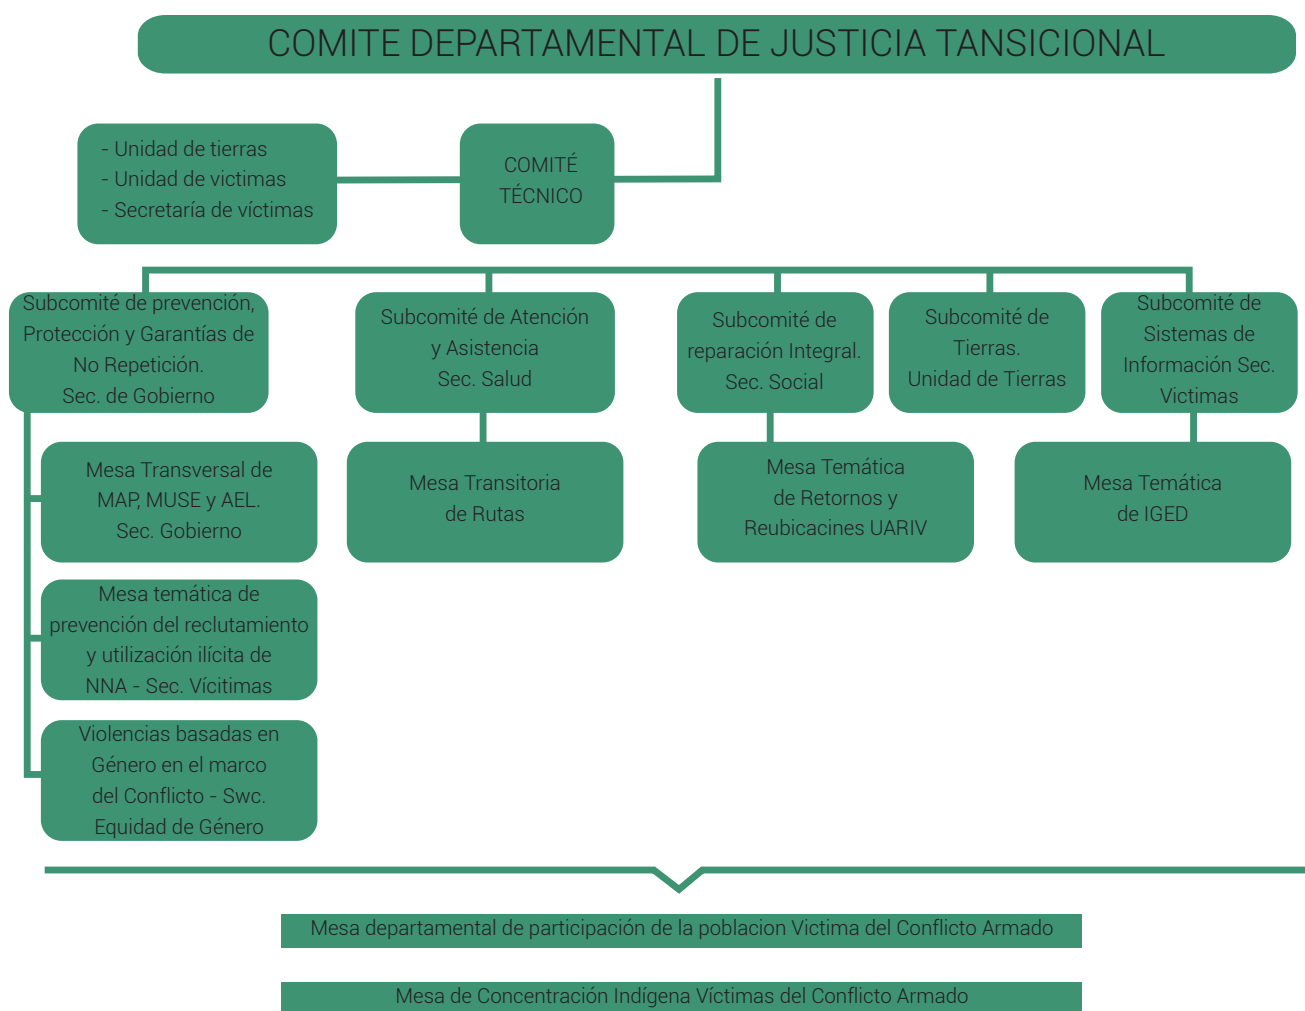 COMITE DEPARTAMENTAL DE JUSTICIA TANSICIONAL
- Unidad de tierras
- Unidad de victimas
- Secretaría de víctimas
COMITÉ
TÉCNICO
Subcomité de prevención,
Protección y Garantías de
No Repetición.
Sec. de Gobierno
Subcomité de Atención
y Asistencia
Sec. Salud
Subcomité de
reparación Integral.
Sec. Social
Subcomité de
Tierras.
Unidad de Tierras
Subcomité de
Sistemas de
Información Sec.
Victimas
Mesa Transversal de
MAP, MUSE y AEL.
Sec. Gobierno
Mesa Transitoria
de Rutas
Mesa Temática
de Retornos y
Reubicacines UARIV
Mesa Temática
de IGED
Mesa temática de
prevención del reclutamiento
y utilización ilícita de
NNA - Sec. Vícitimas
Violencias basadas en
Género en el marco
del Conflicto - Swc.
Equidad de Género
Mesa departamental de participación de la poblacion Victima del Conflicto Armado
Mesa de Concentración Indígena Víctimas del Conflicto Armado